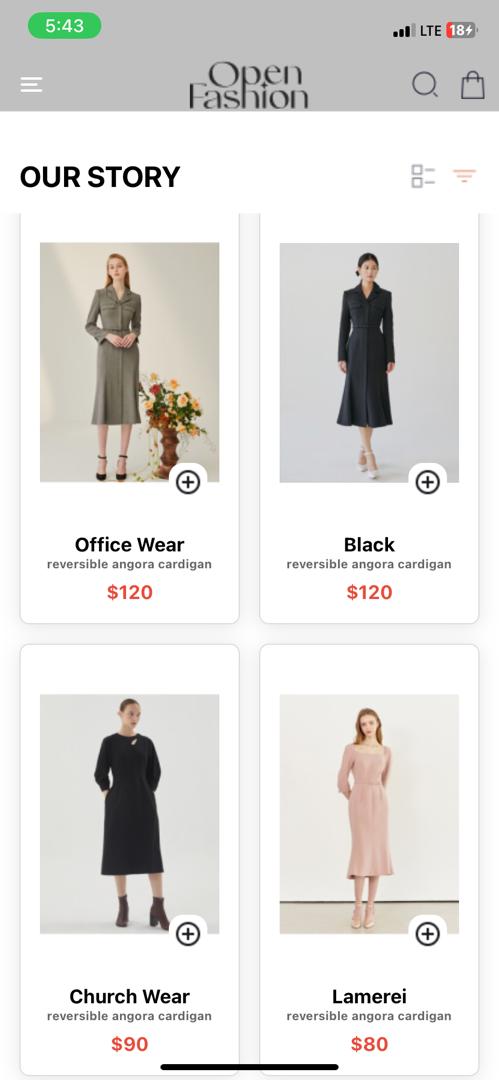 5:43
LTE 18
Open
Fashion
OUR STORY
Office Wear
reversible angora cardigan
$120
Black
reversible angora cardigan
$120
Church Wear
reversible angora cardigan
$90
Lamerei
reversible angora cardigan
$80